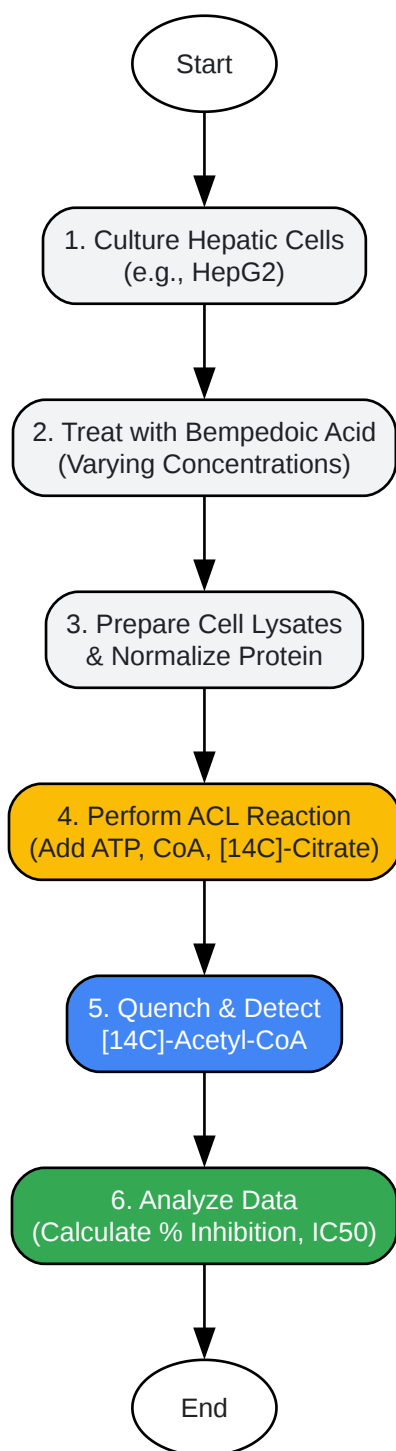 Start
1. Culture Hepatic Cells
(e.g., HepG2)
2. Treat with Bempedoic Acid
(Varying Concentrations)
3. Prepare Cell Lysates
& Normalize Protein
4. Perform ACL Reaction
(Add ATP, CoA, [14C]-Citrate)
5. Quench & Detect
[14C]-Acetyl-CoA
6. Analyze Data
(Calculate % Inhibition, IC50)
End